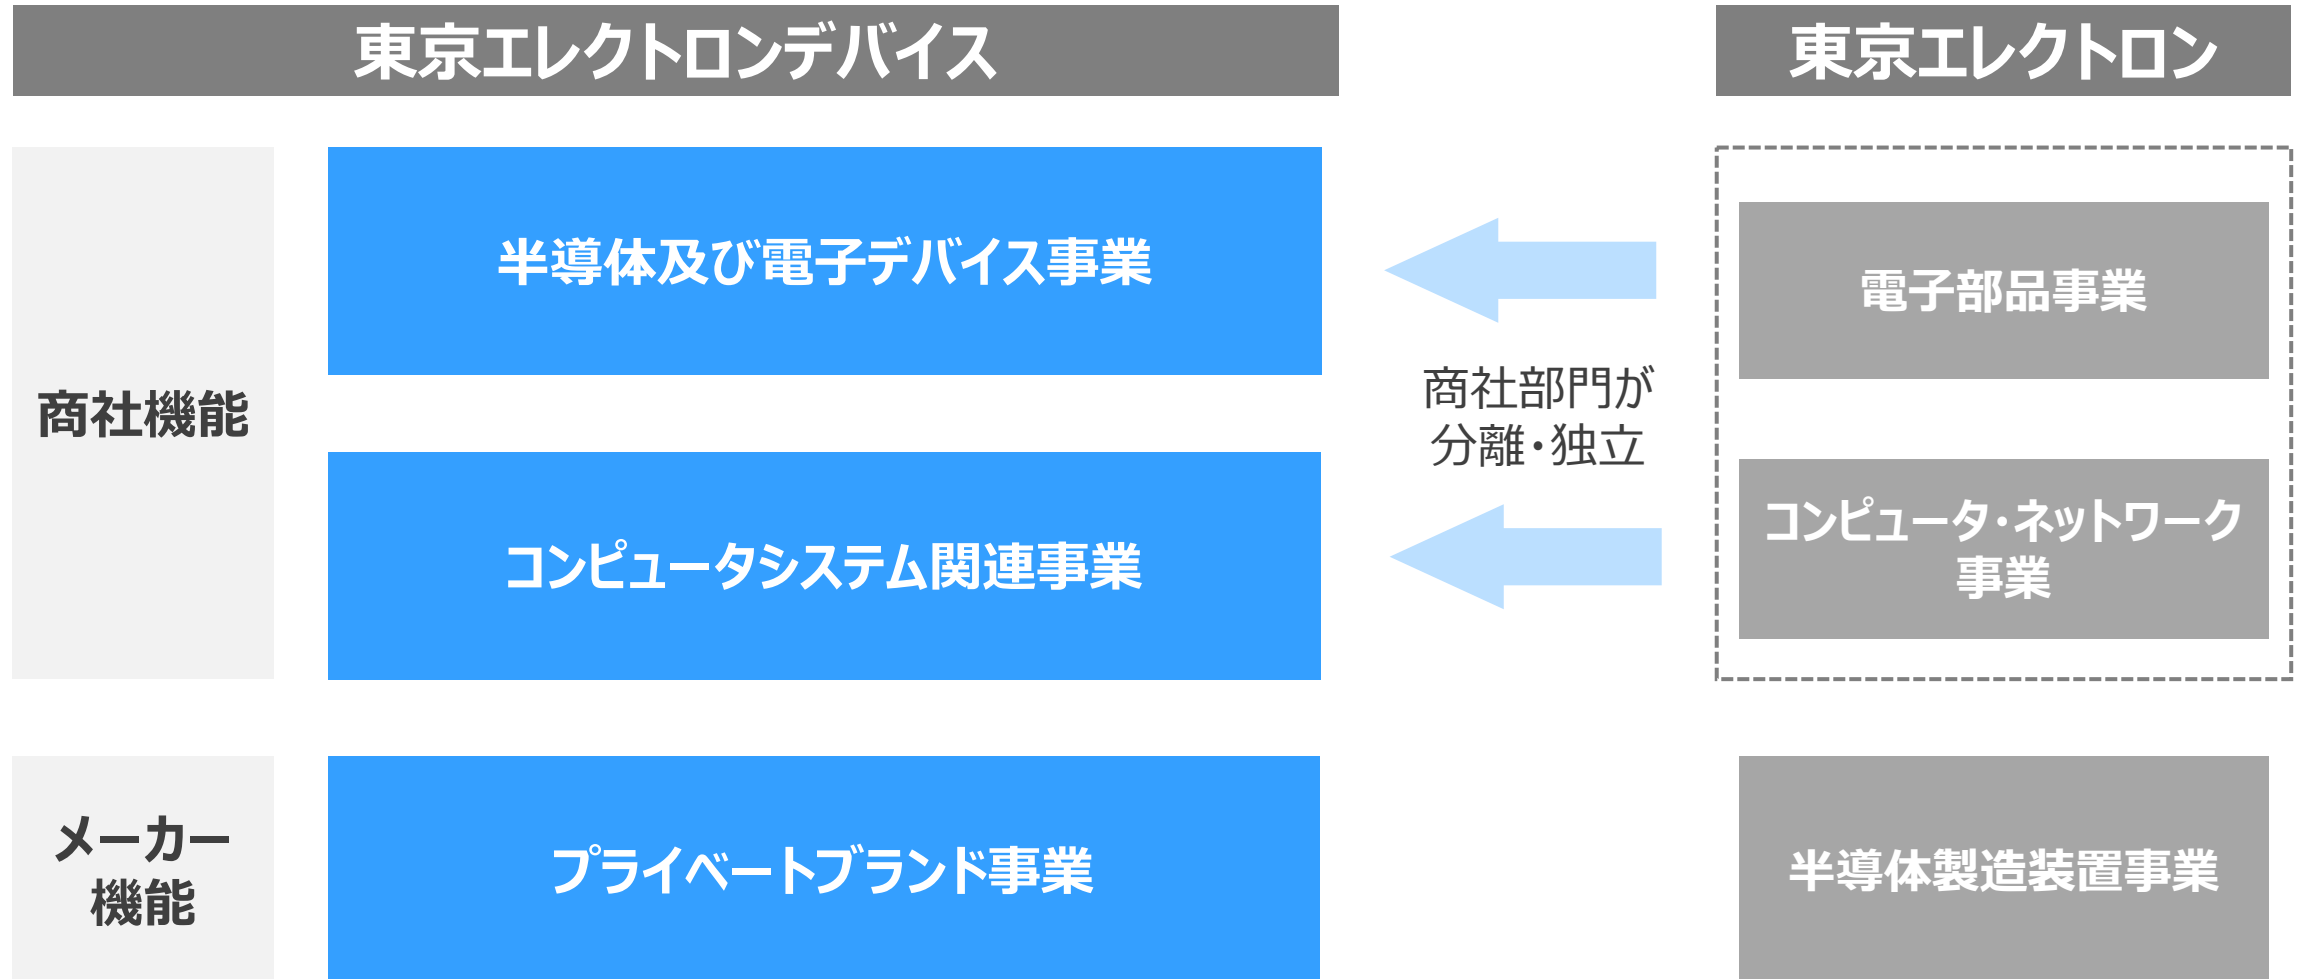 東京エレクトロンデバイス
東京エレクトロン
商社機能
半導体及び電子デバイス事業
コンピュータシステム関連事業
商社部門が
分離・独立
電子部品事業
コンピュータ・ネットワーク
事業
メーカー
機能
プライベートブランド事業
半導体製造装置事業